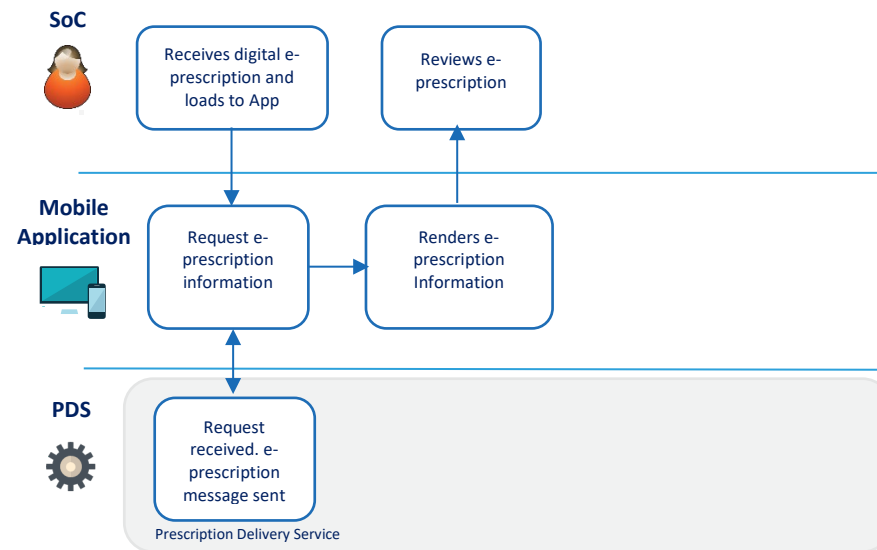 SoC
Receives digital e-
prescription and
loads to App
Reviews e-
prescription
Mobile
Application
Request e-
prescription
information
Renders e-
prescription
Information
PDS
Request
received. e-
prescription
message sent
Prescription Delivery Service